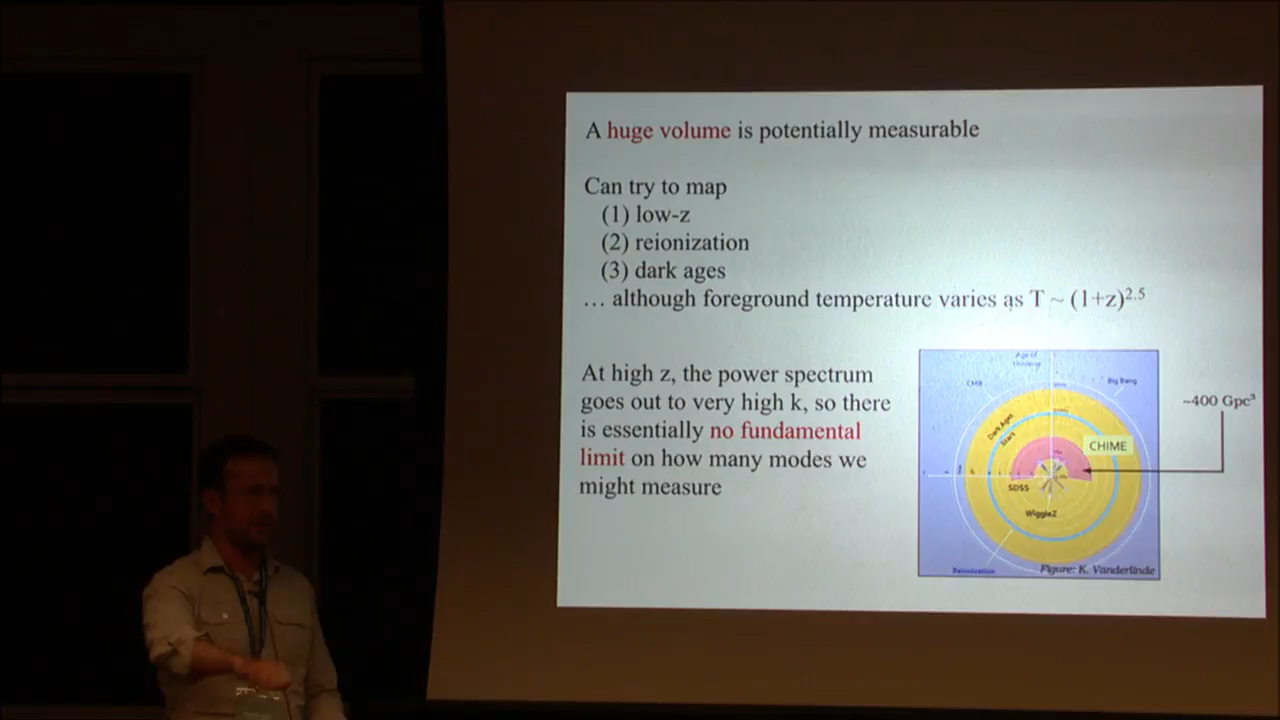 A huge volume is potentially measurable
Can try to map
(1) low-z
(2) reionization
(3) dark ages
… although foreground temperature varies as T ~ (1+z)^2.5
At high z, the power spectrum
goes out to very high k, so there
is essentially no fundamental
limit on how many modes we
might measure
~400 Gpc³
Age of
Universe
CMB
Big Bang
Dark Ages
Stars
CHIME
SDSS
WiggleZ
Reionization
Figure: K. Vanderlinde